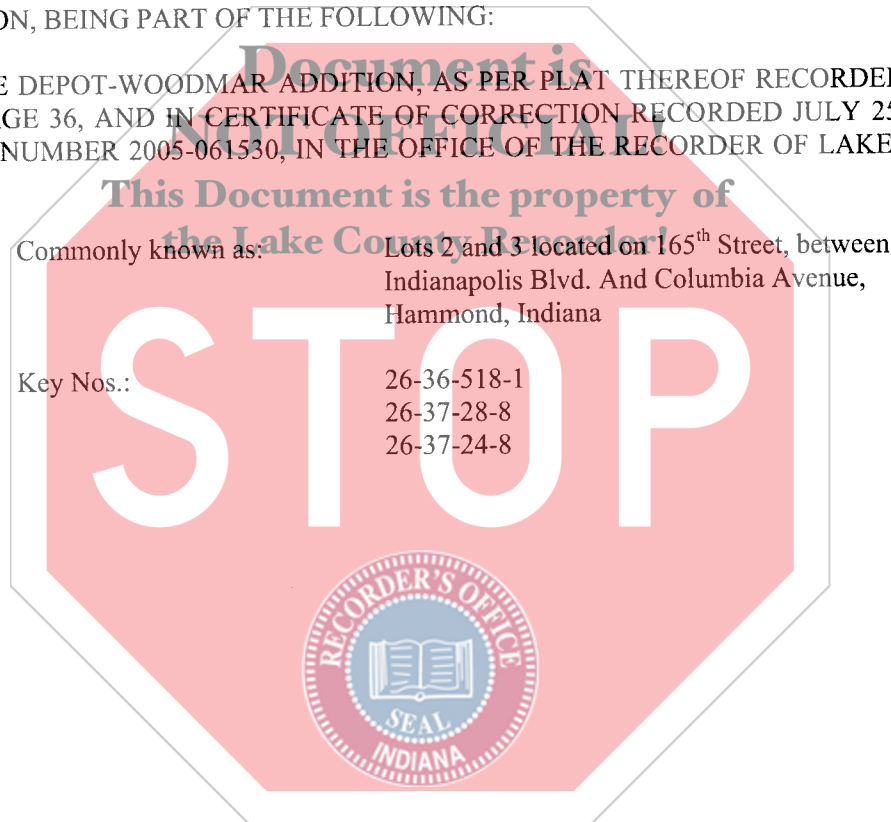 ON, BEING PART OF THE FOLLOWING:
Document is
E DEPOT-WOODMAR ADDITION, AS PER PLAT THEREOF RECORDED
AGE 36, AND IN CERTIFICATE OF CORRECTION RECORDED JULY 25
NOT OFFICIAL!
NUMBER 2005-061530, IN THE OFFICE OF THE RECORDER OF LAKE
This Document is the property of
the Lake County Recorder!
Commonly known as: Lots 2 and 3 located on 165th Street, between
Indianapolis Blvd. And Columbia Avenue,
Hammond, Indiana
STOP
Key Nos.: 26-36-518-1
26-37-28-8
26-37-24-8
RECORDER'S OFFICE
SEAL
INDIANA